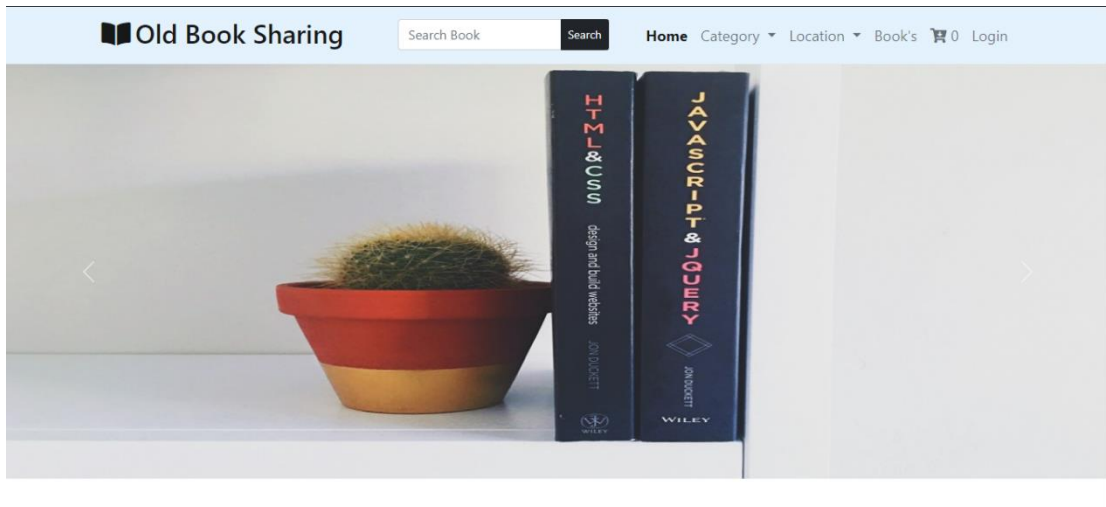 Old Book Sharing
Search Book
Search
Home Category Location Book's 0 Login
HTML & CSS
design and build websites
JON DUCKETT
WILEY
JAVASCRIPT & JQUERY
JON DUCKETT
WILEY